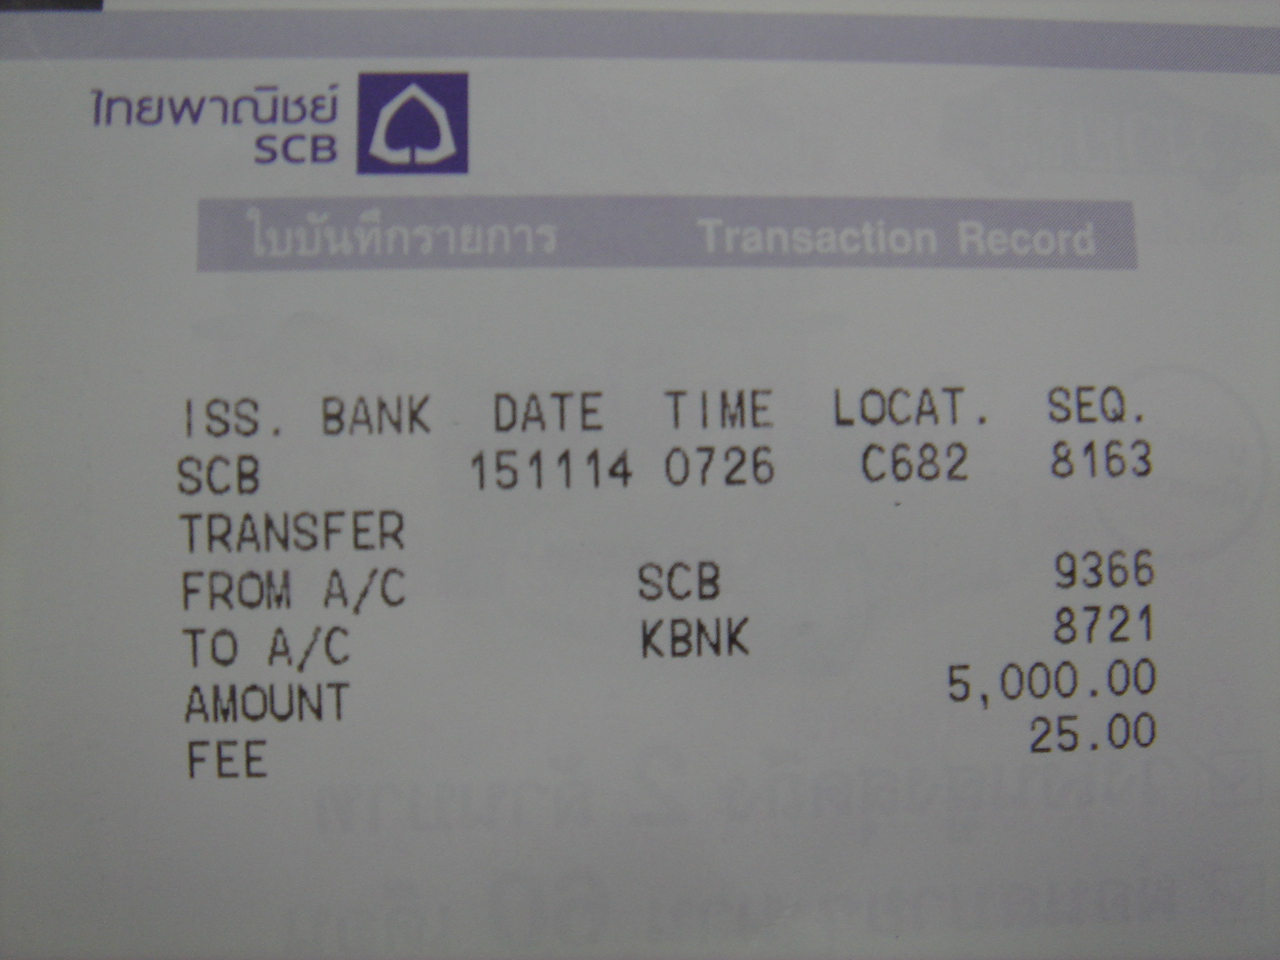 ไทยพาณิชย์
SCB
ใบบันทึกรายการ Transaction Record
ISS. BANK DATE TIME LOCAT. SEQ.
SCB 151114 0726 C682 8163
TRANSFER
FROM A/C SCB 9366
TO A/C KBNK 8721
AMOUNT 5,000.00
FEE 25.00